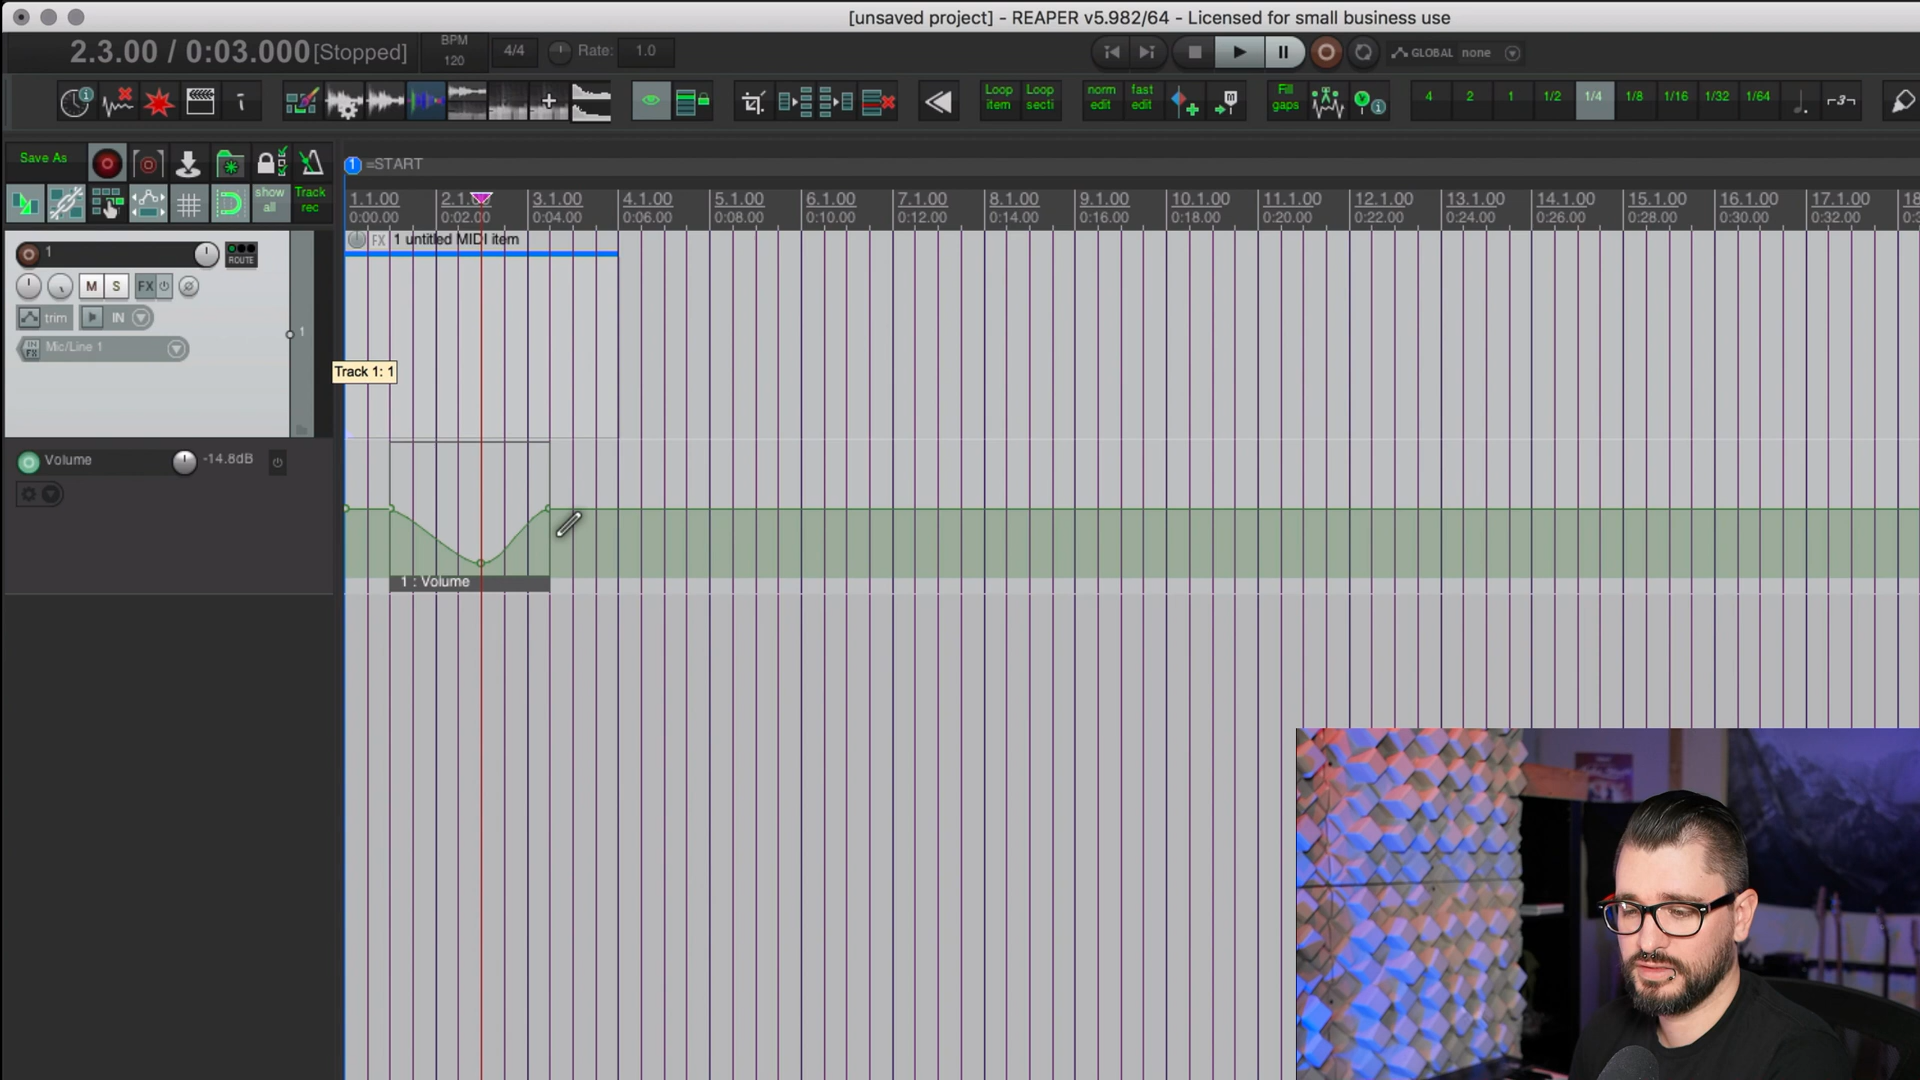 [unsaved project] - REAPER v5.982/64 - Licensed for small business use
2.3.00 / 0:03.000 [Stopped]
BPM
120
4/4
Rate:
1.0
GLOBAL none
Loop item
Loop secti
norm edit
fast edit
Fill gaps
4
2
1
1/2
1/4
1/8
1/16
1/32
1/64
3
Save As
show all
Track rec
1 =START
1.1.00 3.1.00 4.1.00 5.1.00 6.1.00 7.1.00 8.1.00 9.1.00 10.1.00 11.1.00 12.1.00 13.1.00 14.1.00 15.1.00 16.1.00 17.1.00 18
0:00.00 0:02.00 0:04.00 0:06.00 0:08.00 0:10.00 0:12.00 0:14.00 0:16.00 0:18.00 0:20.00 0:22.00 0:24.00 0:26.00 0:28.00 0:30.00 0:32.00
FX 1 untitled MIDI item
1
ROUTE
M S FX
trim IN
1
IN FX Mic/Line 1
Track 1: 1
Volume -14.8dB
1 : Volume